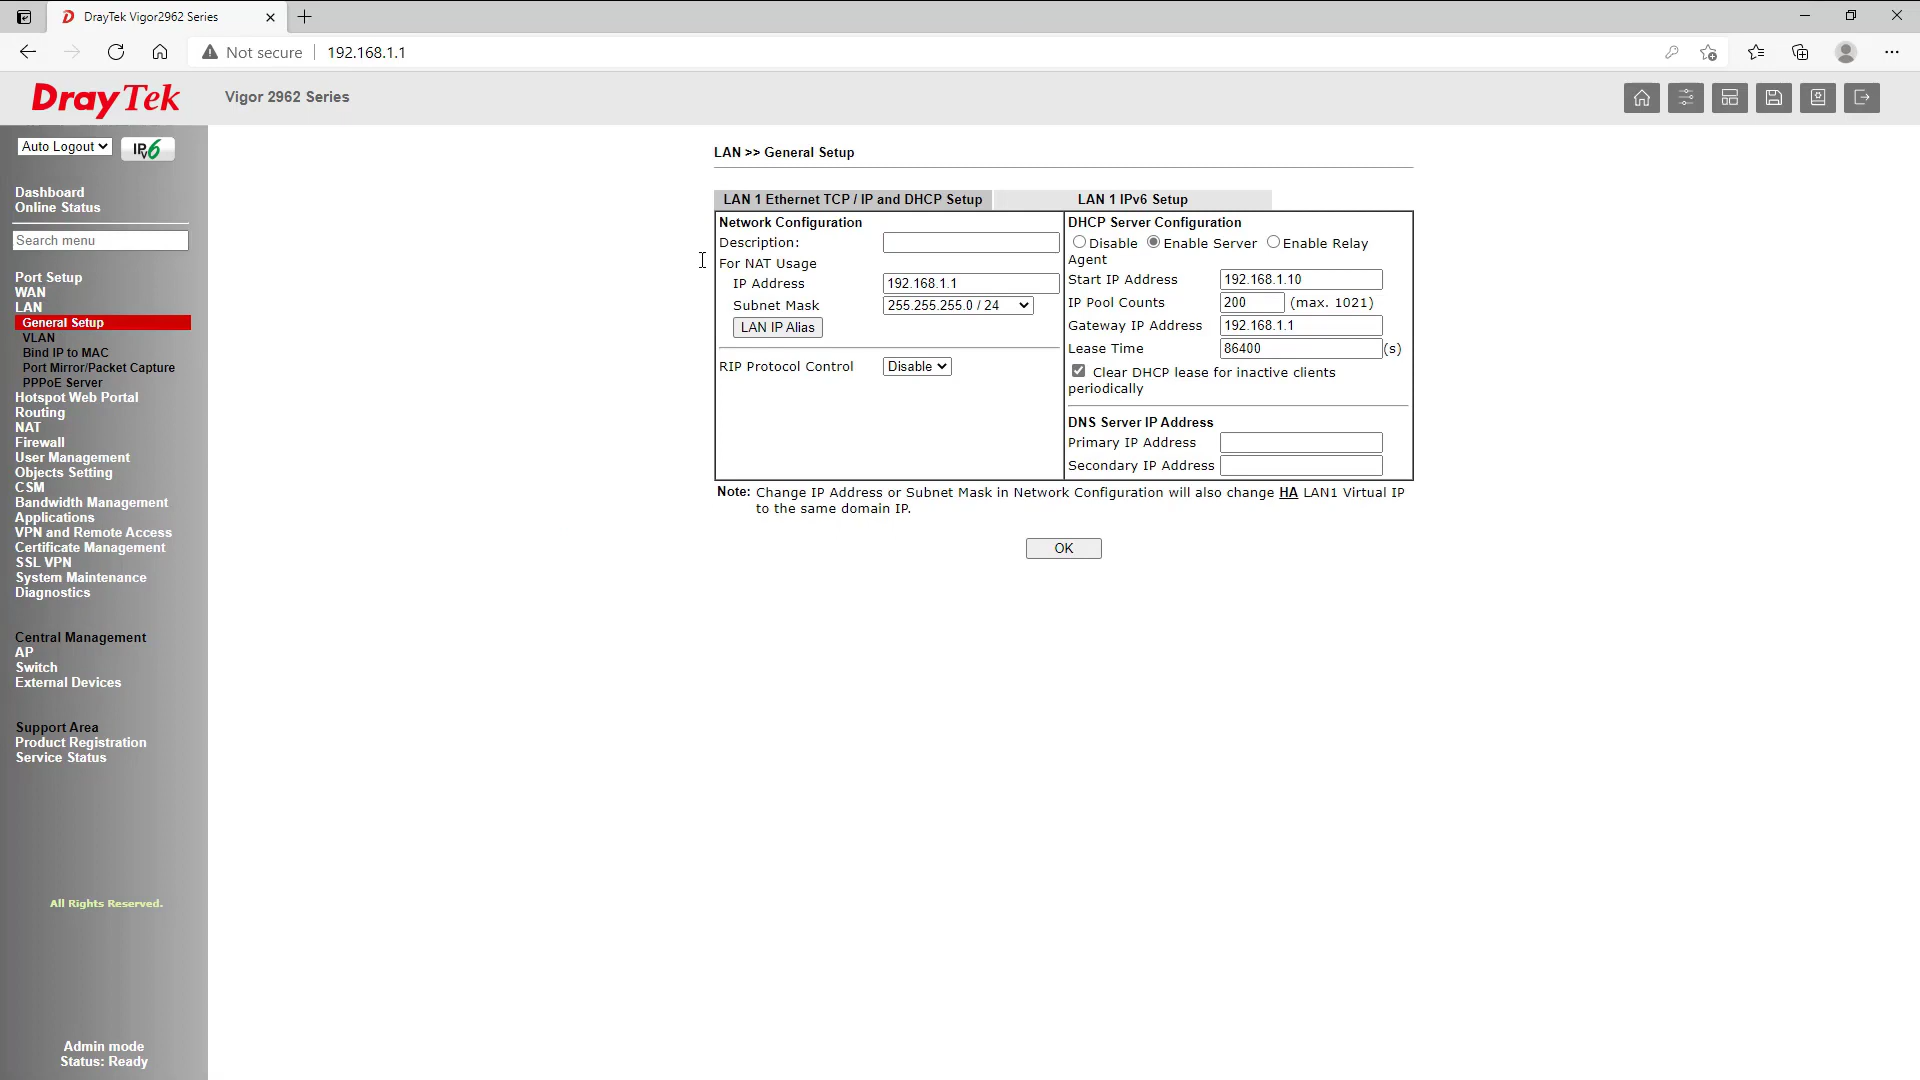 DrayTek Vigor2962 Series
Not secure 192.168.1.1
DrayTek
Vigor 2962 Series
Auto Logout
IPv6
Dashboard
Online Status
Search menu
Port Setup
WAN
LAN
General Setup
VLAN
Bind IP to MAC
Port Mirror/Packet Capture
PPPoE Server
Hotspot Web Portal
Routing
NAT
Firewall
User Management
Objects Setting
CSM
Bandwidth Management
Applications
VPN and Remote Access
Certificate Management
SSL VPN
System Maintenance
Diagnostics
Central Management
AP
Switch
External Devices
Support Area
Product Registration
Service Status
All Rights Reserved.
Admin mode
Status: Ready
LAN >> General Setup
LAN 1 Ethernet TCP / IP and DHCP Setup
LAN 1 IPv6 Setup
Network Configuration
Description:
For NAT Usage
IP Address 192.168.1.1
Subnet Mask 255.255.255.0 / 24
LAN IP Alias
RIP Protocol Control Disable
DHCP Server Configuration
Disable Enable Server Enable Relay
Agent
Start IP Address 192.168.1.10
IP Pool Counts 200 (max. 1021)
Gateway IP Address 192.168.1.1
Lease Time 86400 (s)
Clear DHCP lease for inactive clients
periodically
DNS Server IP Address
Primary IP Address
Secondary IP Address
Note: Change IP Address or Subnet Mask in Network Configuration will also change HA LAN1 Virtual IP
to the same domain IP.
OK